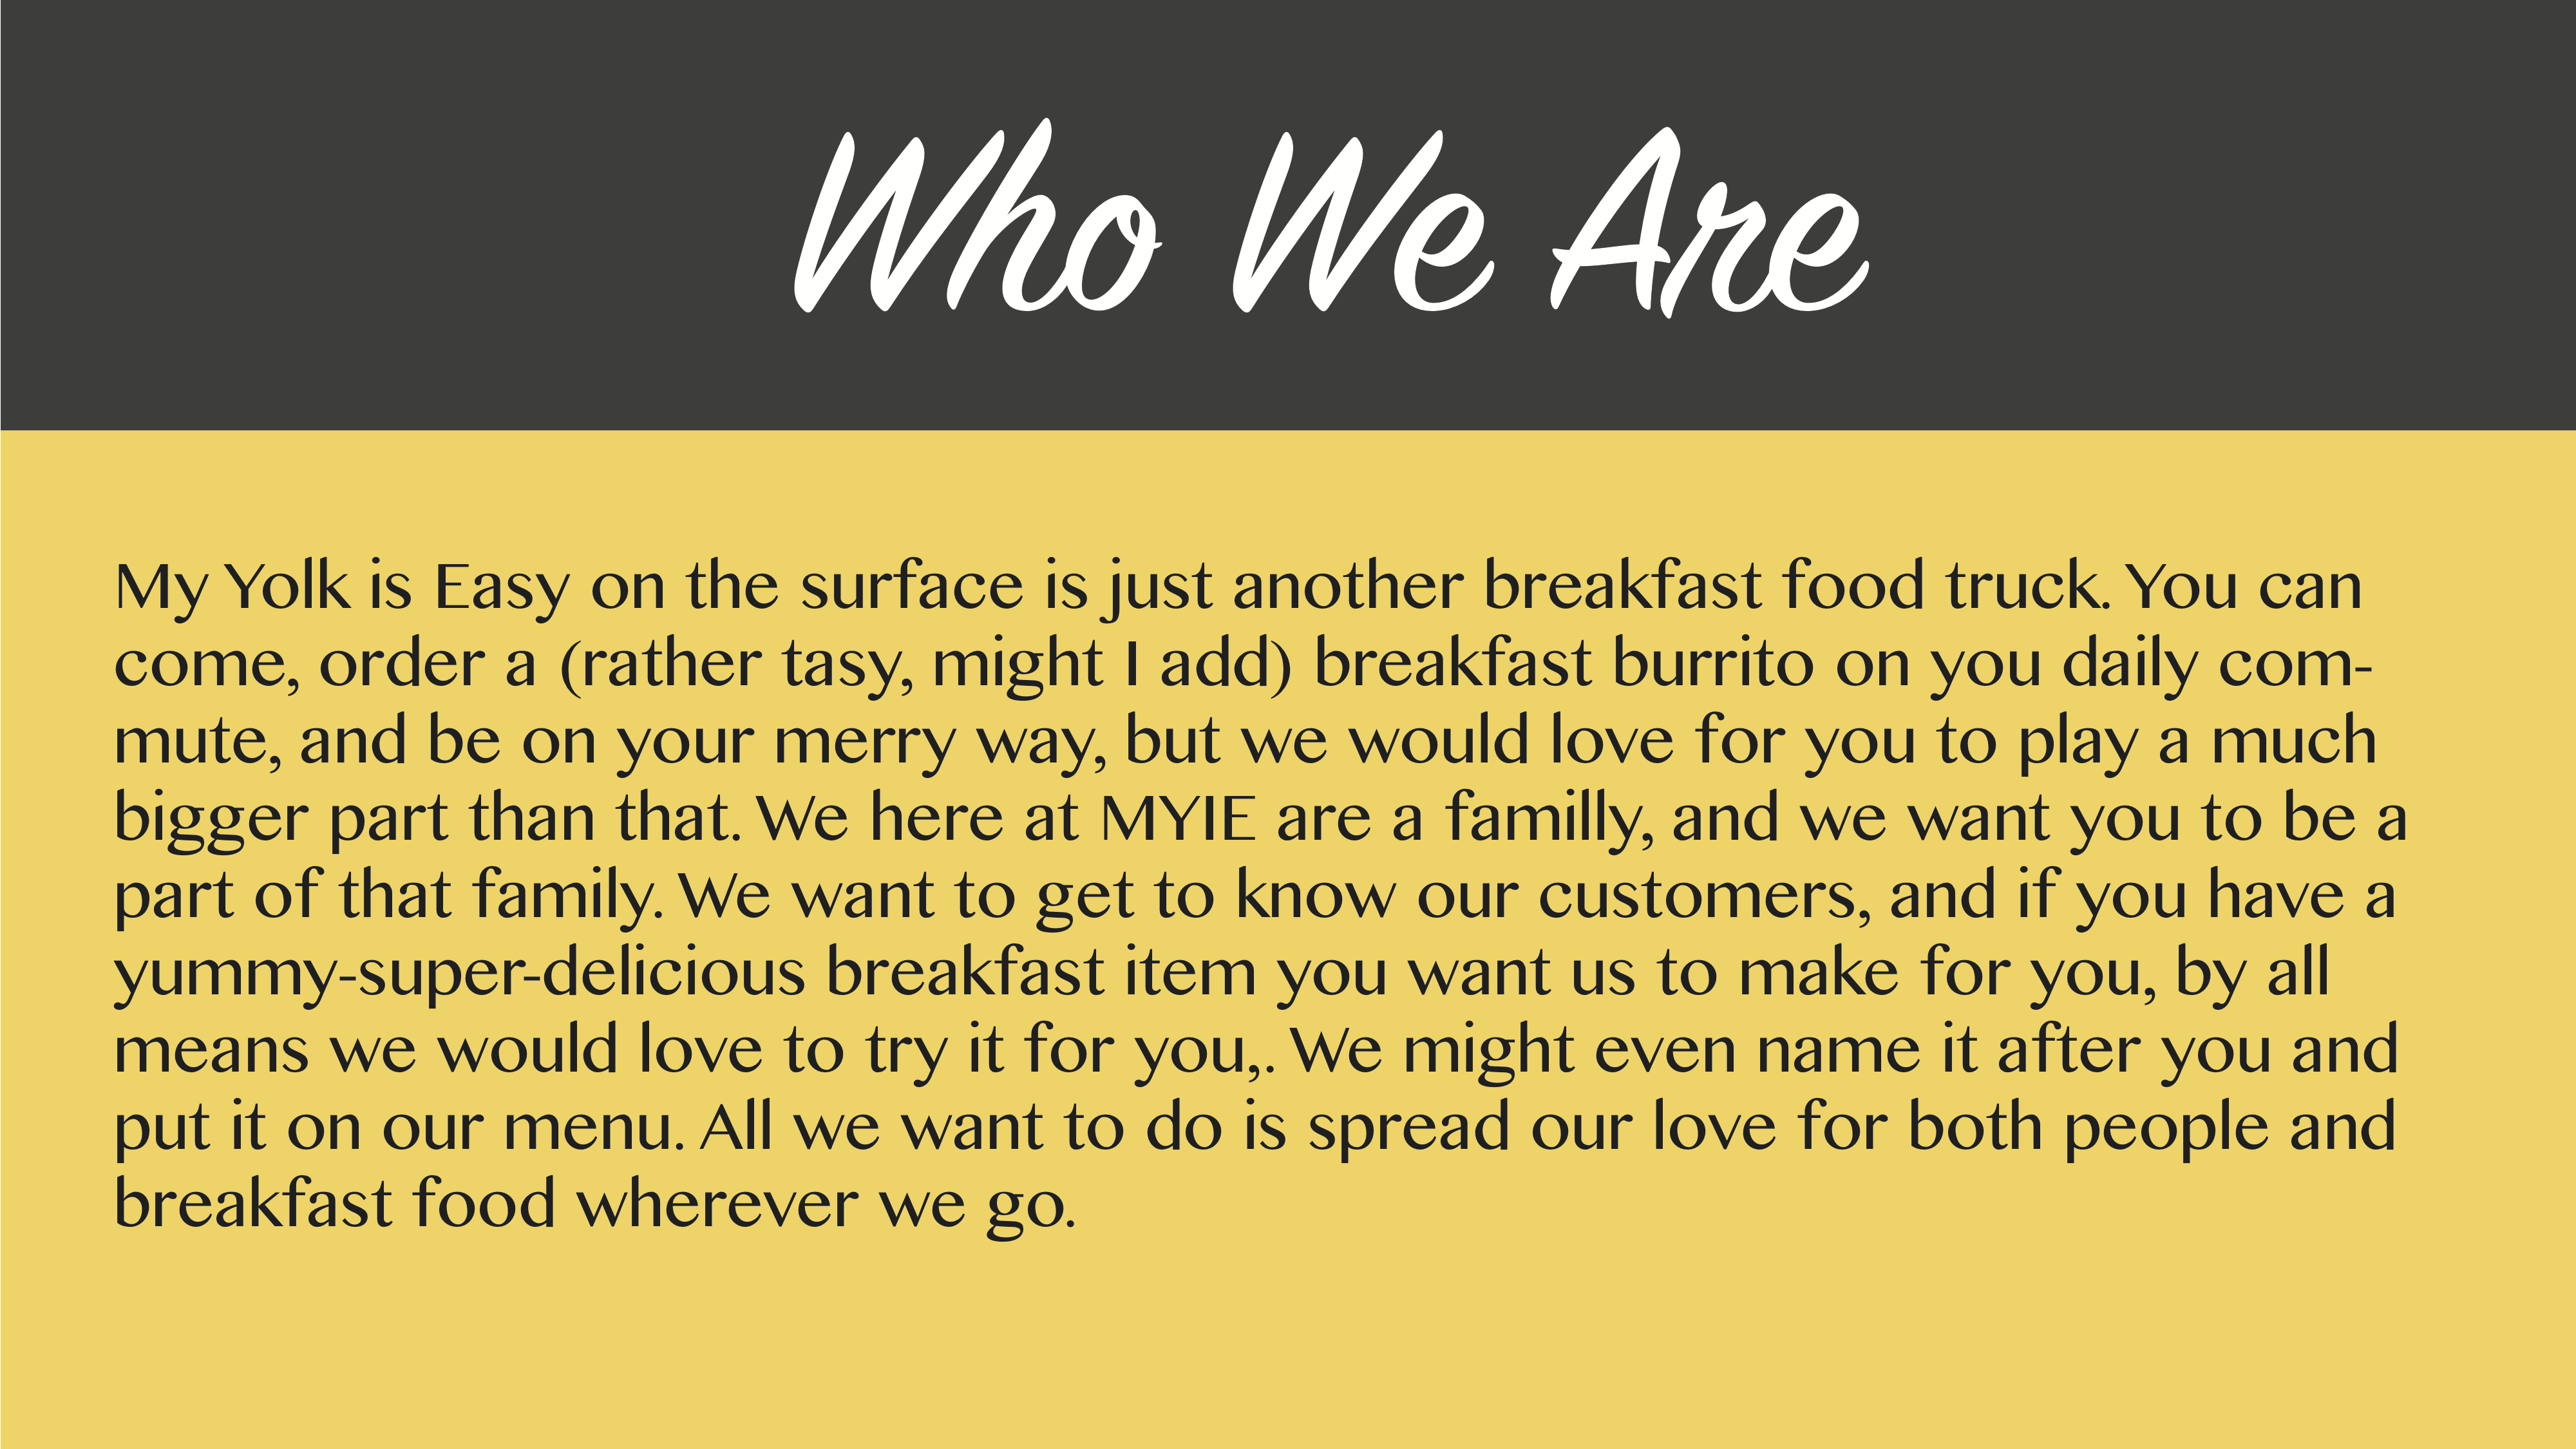 Who We Are
My Yolk is Easy on the surface is just another breakfast food truck. You can
come, order a (rather tasy, might I add) breakfast burrito on you daily com-
mute, and be on your merry way, but we would love for you to play a much
bigger part than that. We here at MYIE are a familly, and we want you to be a
part of that family. We want to get to know our customers, and if you have a
yummy-super-delicious breakfast item you want us to make for you, by all
means we would love to try it for you,. We might even name it after you and
put it on our menu. All we want to do is spread our love for both people and
breakfast food wherever we go.